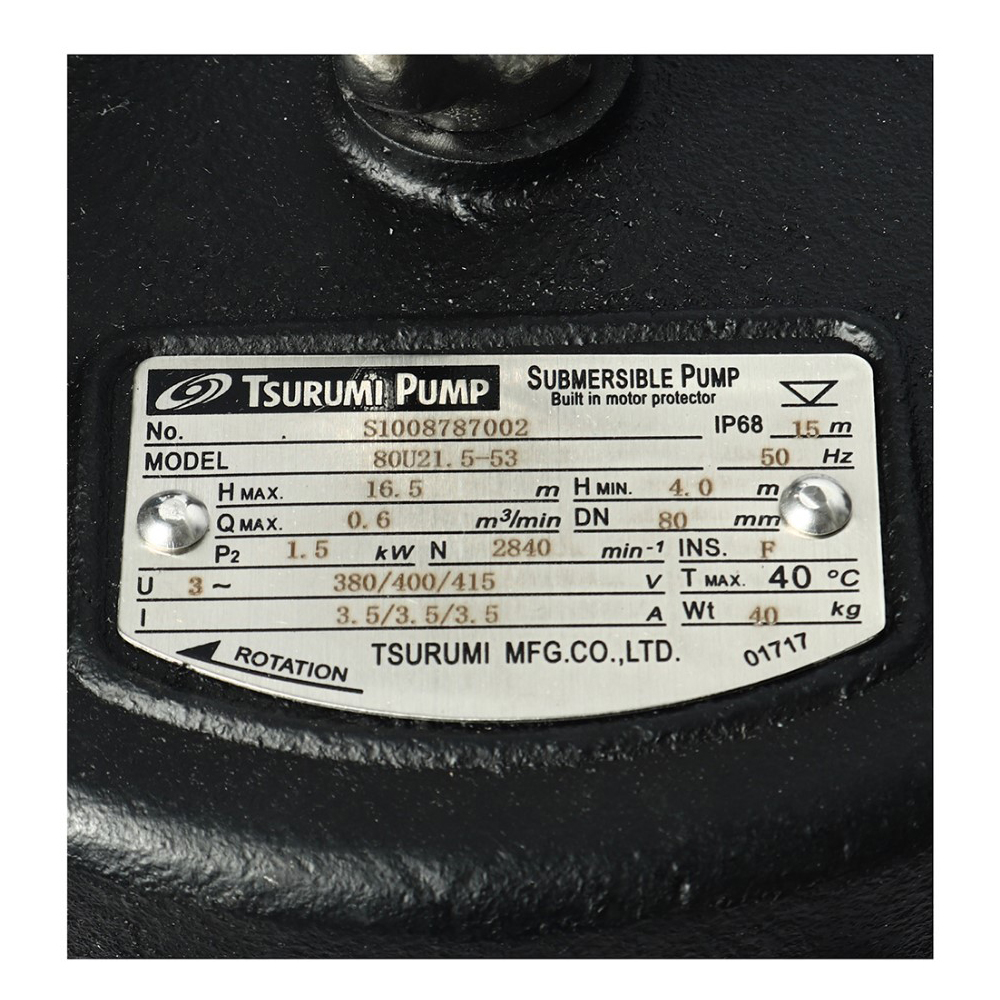 TSURUMI PUMP SUBMERSIBLE PUMP
Built in motor protector
No. S1008787002 IP68 15 m
MODEL 80U21.5-53 50 Hz
H MAX. 16.5 m H MIN. 4.0 m
Q MAX. 0.6 m³/min DN 80 mm
P2 1.5 kW N 2840 min-1 INS. F
U 3~ 380/400/415 V T MAX. 40 °C
I 3.5/3.5/3.5 A Wt 40 kg
ROTATION TSURUMI MFG.CO.,LTD. 01717